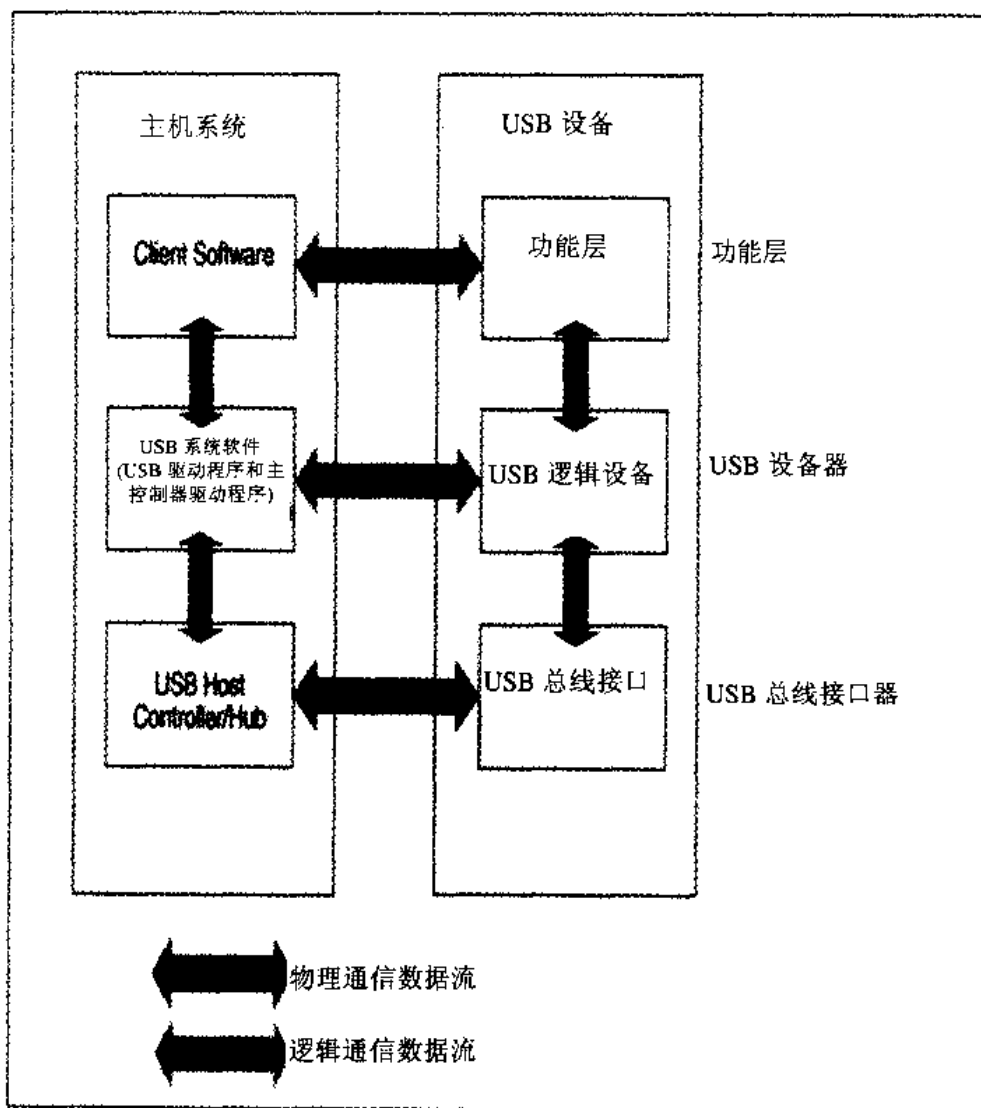 主机系统
USB 设备
Client Software
功能层
功能层
USB 系统软件
(USB 驱动程序和主
控制器驱动程序)
USB 逻辑设备
USB 设备器
USB Host
Controller/Hub
USB 总线接口
USB 总线接口器
物理通信数据流
逻辑通信数据流